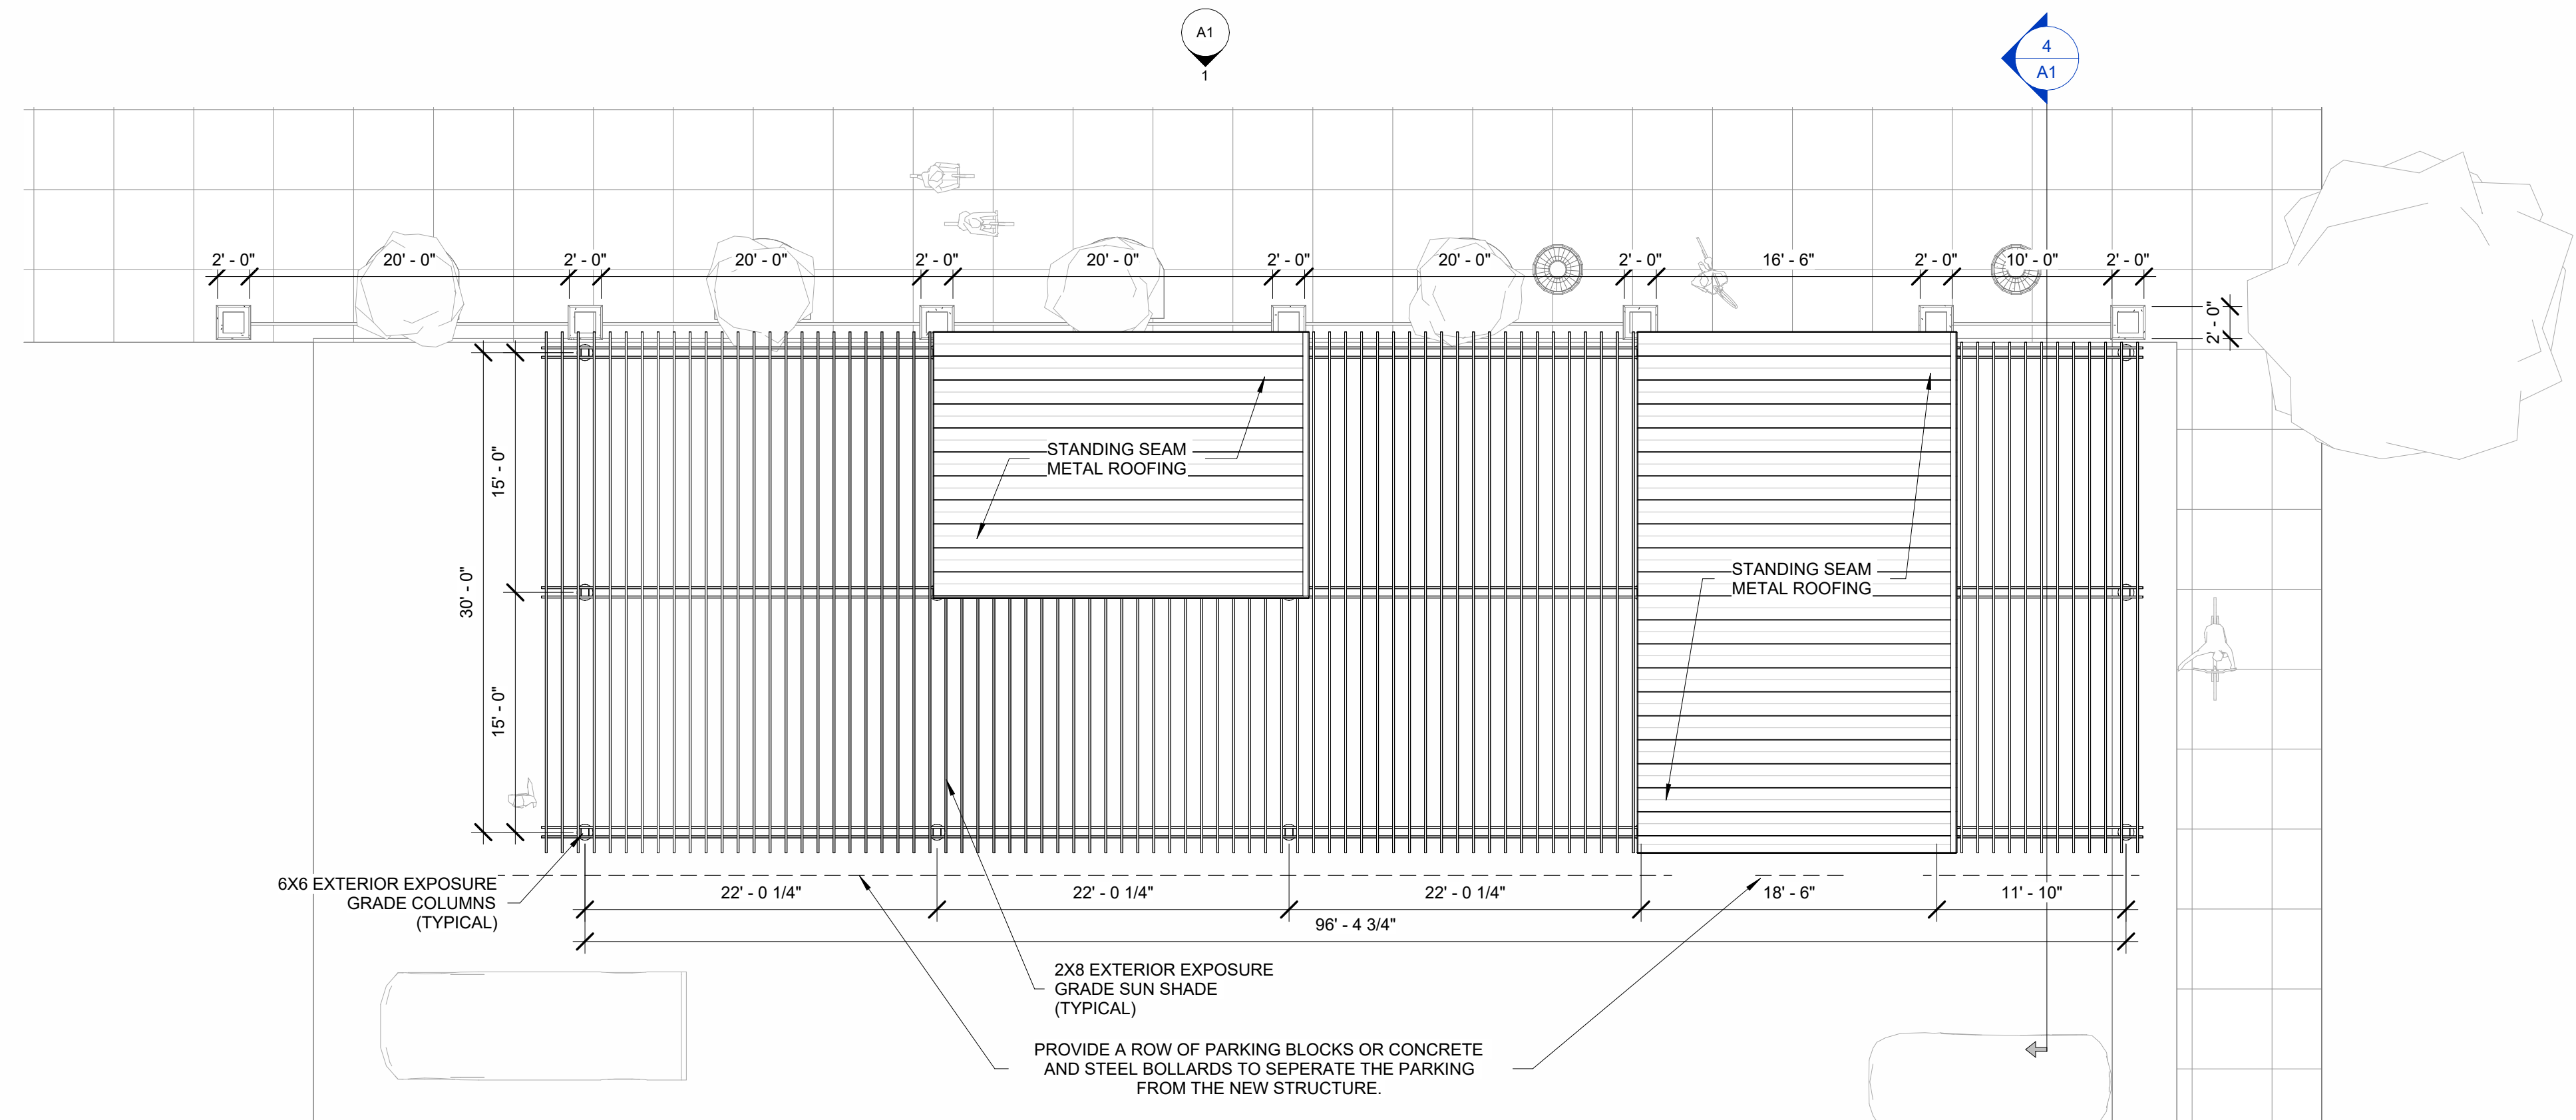 A1
1
4
A1
2' - 0"
20' - 0"
2' - 0"
20' - 0"
2' - 0"
20' - 0"
2' - 0"
20' - 0"
2' - 0"
16' - 6"
2' - 0"
10' - 0"
2' - 0"
2' - 0"
15' - 0"
30' - 0"
15' - 0"
STANDING SEAM
METAL ROOFING
STANDING SEAM
METAL ROOFING
6X6 EXTERIOR EXPOSURE
GRADE COLUMNS
(TYPICAL)
22' - 0 1/4"
22' - 0 1/4"
22' - 0 1/4"
18' - 6"
11' - 10"
96' - 4 3/4"
2X8 EXTERIOR EXPOSURE
GRADE SUN SHADE
(TYPICAL)
PROVIDE A ROW OF PARKING BLOCKS OR CONCRETE
AND STEEL BOLLARDS TO SEPERATE THE PARKING
FROM THE NEW STRUCTURE.